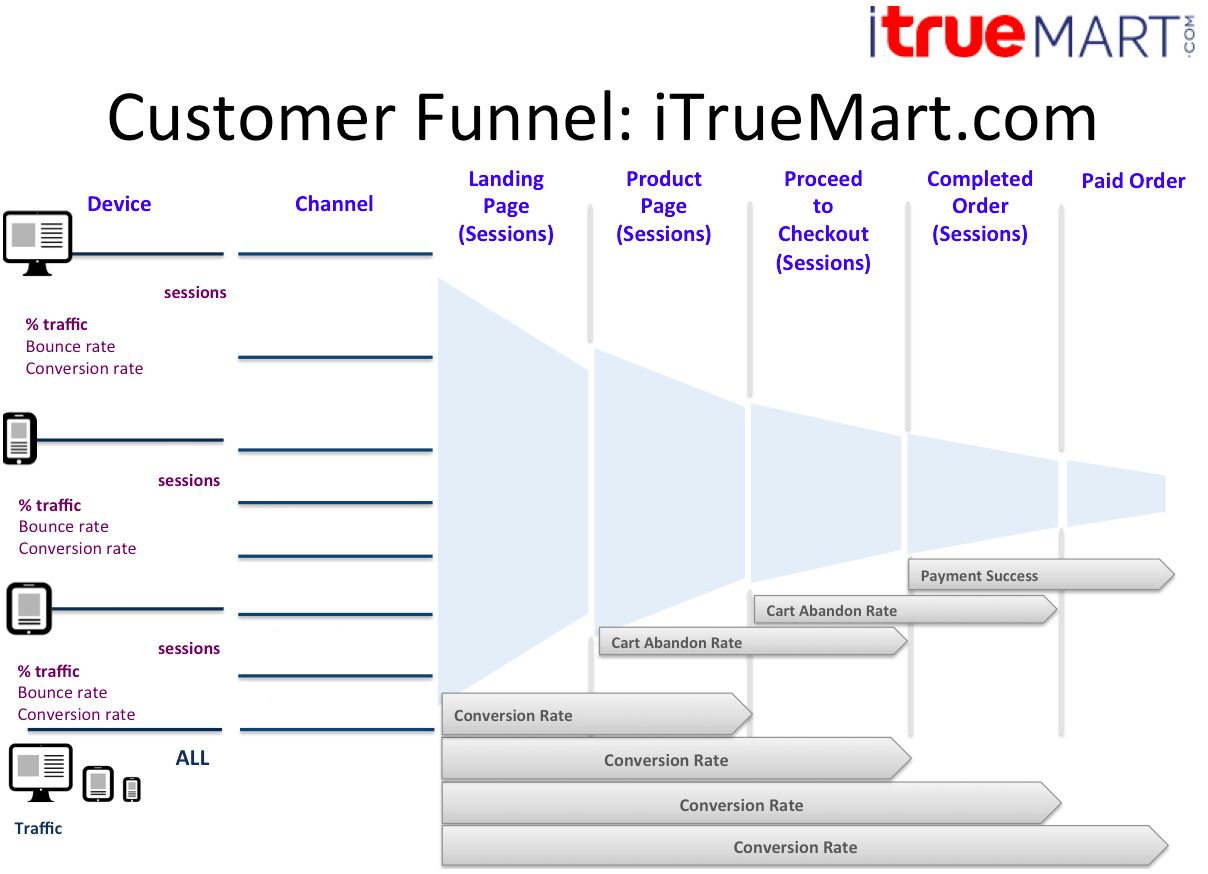 itrueMART.COM
Customer Funnel: iTrueMart.com
Device
Channel
Landing
Page
(Sessions)
Product
Page
(Sessions)
Proceed
to
Checkout
(Sessions)
Completed
Order
(Sessions)
Paid Order
sessions
% traffic
Bounce rate
Conversion rate
sessions
% traffic
Bounce rate
Conversion rate
sessions
% traffic
Bounce rate
Conversion rate
ALL
Traffic
Payment Success
Cart Abandon Rate
Cart Abandon Rate
Conversion Rate
Conversion Rate
Conversion Rate
Conversion Rate